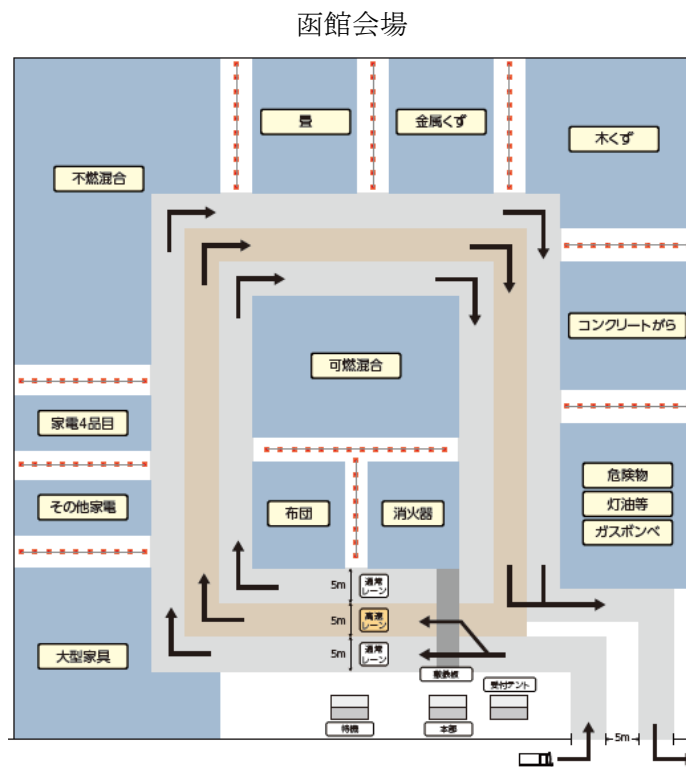 函館会場
畳
金属くず
木くず
不燃混合
コンクリートがら
可燃混合
家電4品目
危険物
その他家電
布団
消火器
灯油等
ガスボンベ
5m
通常
レーン
5m
高速
レーン
大型家具
5m
通常
レーン
敷鉄板
受付テント
待機
本部
5m